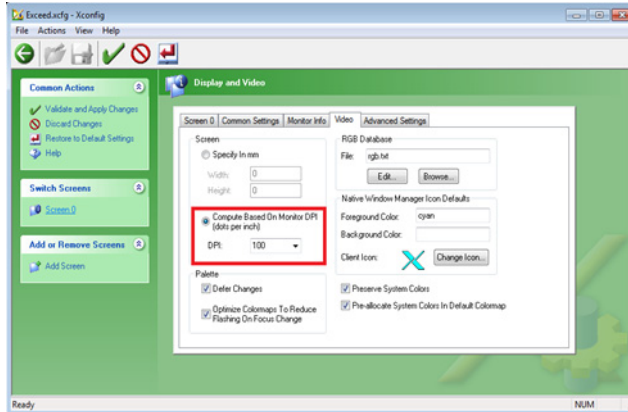 Exceed.xcfg - Xconfig
File Actions View Help
Common Actions
Validate and Apply Changes
Discard Changes
Restore to Default Settings
Help
Switch Screens
Screen 0
Add or Remove Screens
Add Screen
Display and Video
Screen 0 Common Settings Monitor Info Video Advanced Settings
Screen
Specify In mm
Width: 0
Height: 0
Compute Based On Monitor DPI
(dots per inch)
DPI: 100
Palette
Defer Changes
Optimize Colormaps To Reduce
Flashing On Focus Change
RGB Database
File: rgb.txt
Edit... Browse...
Native Window Manager Icon Defaults
Foreground Color: cyan
Background Color:
Client Icon: Change Icon...
Preserve System Colors
Pre-allocate System Colors In Default Colormap
Ready NUM